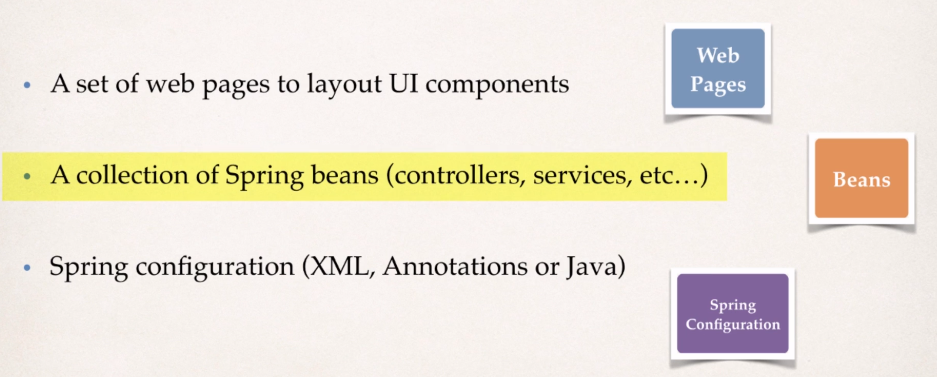 • A set of web pages to layout UI components
Web
Pages
• A collection of Spring beans (controllers, services, etc…)
Beans
• Spring configuration (XML, Annotations or Java)
Spring
Configuration